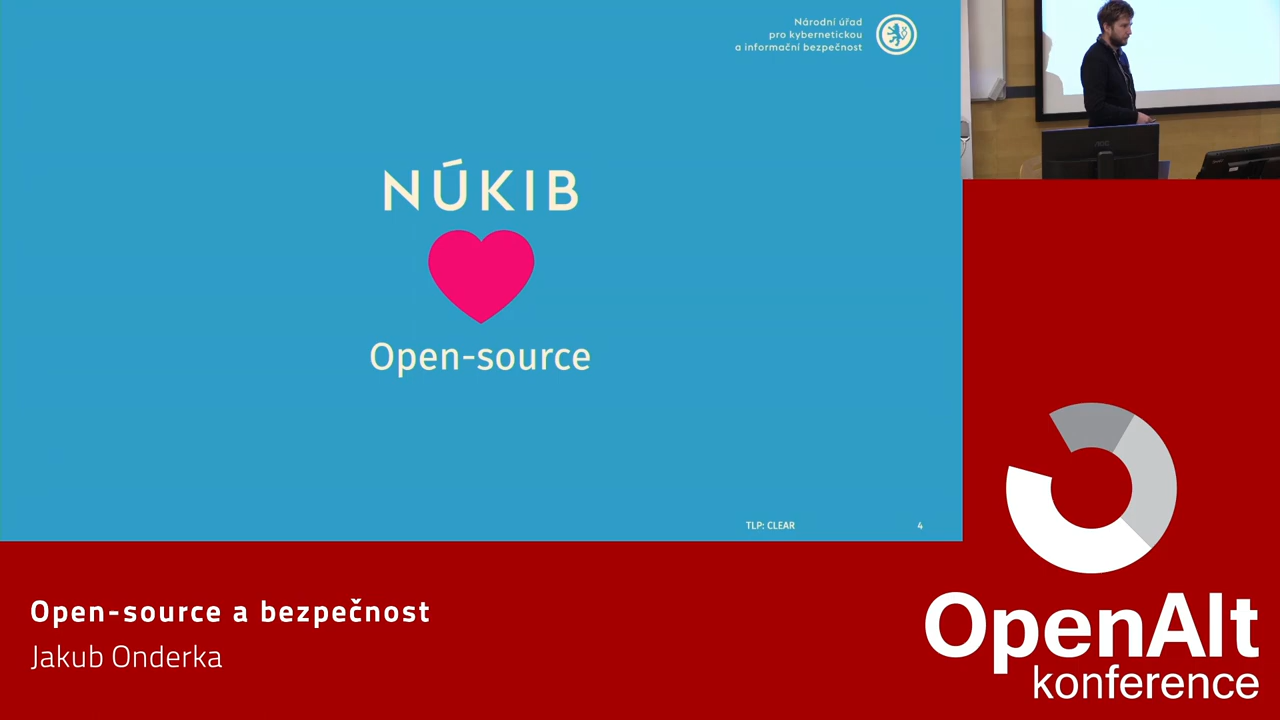 Národní úřad
pro kybernetickou
a informační bezpečnost
NÚKIB
Open-source
TLP: CLEAR
4
Open-source a bezpečnost
Jakub Onderka
OpenAlt
konference